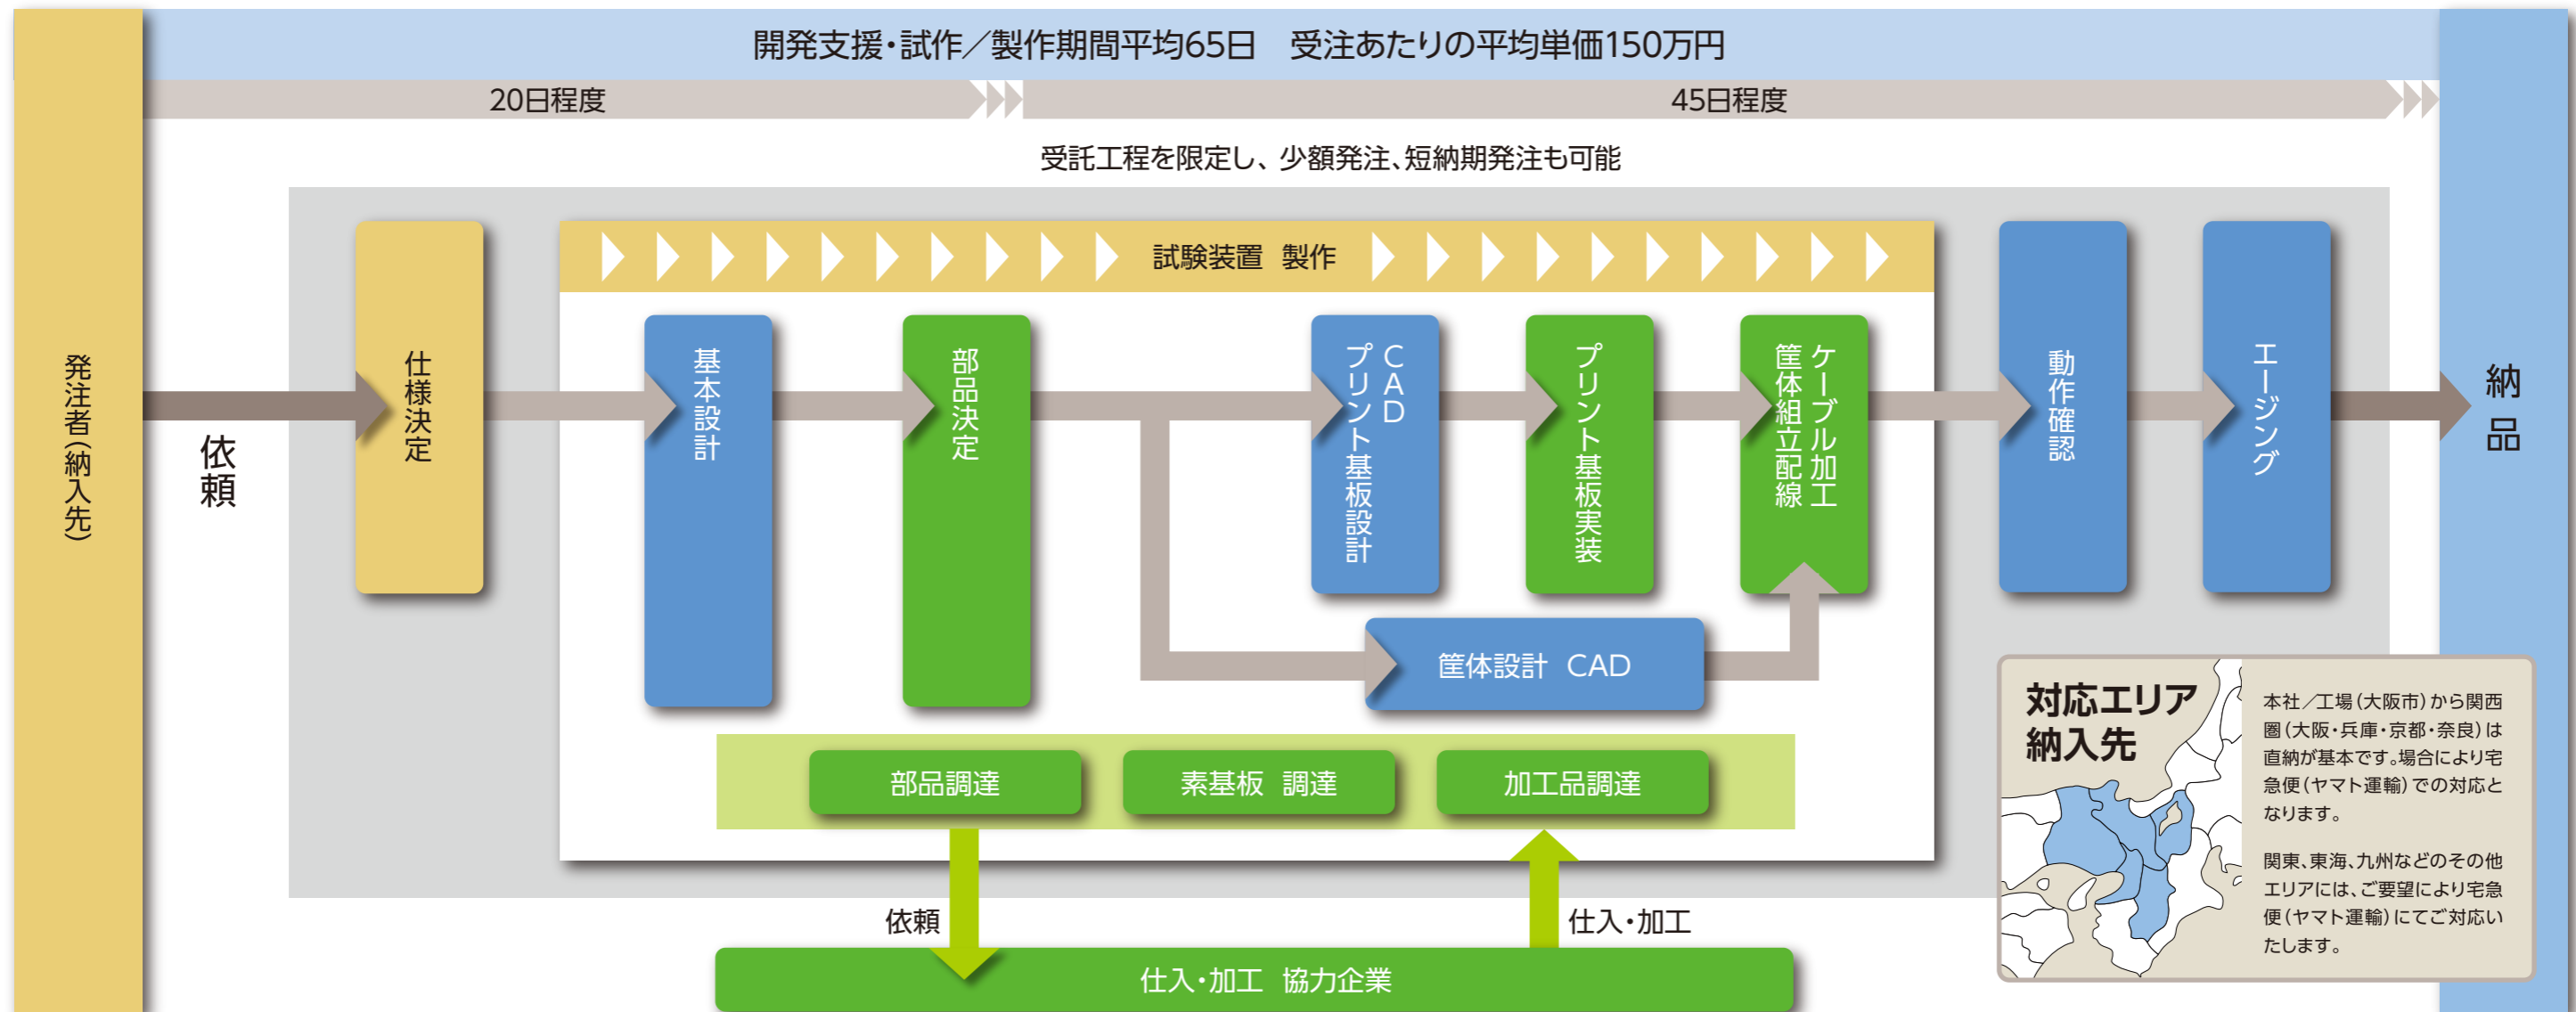 開発支援・試作／製作期間平均65日　受注あたりの平均単価150万円
20日程度
45日程度
受託工程を限定し、少額発注、短納期発注も可能
発注者（納入先）
依頼
仕様決定
試験装置 製作
基本設計
部品決定
CAD
プリント基板設計
プリント基板実装
ケーブル加工
筐体組立配線
動作確認
エージング
納品
筐体設計 CAD
部品調達
素基板 調達
加工品調達
依頼
仕入・加工
仕入・加工 協力企業
対応エリア
納入先
本社／工場（大阪市）から関西
圏（大阪・兵庫・京都・奈良）は
直納が基本です。場合により宅
急便（ヤマト運輸）での対応と
なります。
関東、東海、九州などのその他
エリアには、ご要望により宅急
便（ヤマト運輸）にてご対応い
たします。